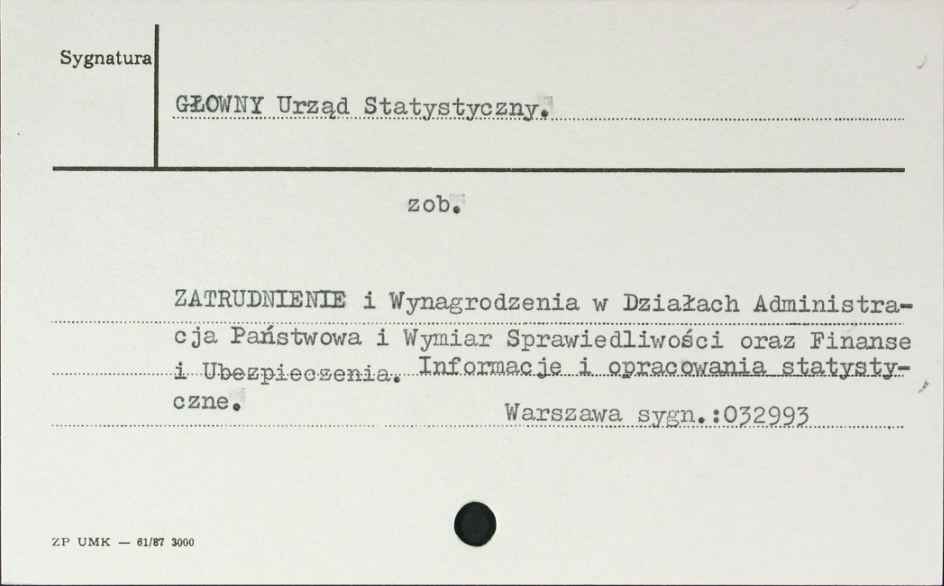 Sygnatura
GŁOWNY Urząd Statystyczny.
zob.
ZATRUDNIENIE i Wynagrodzenia w Działach Administra-
cja Państwowa i Wymiar Sprawiedliwości oraz Finanse
i Ubezpieczenia. Informacje i opracowania statysty-
czne.
Warszawa sygn.:032993
ZP UMK — 61/87 3000